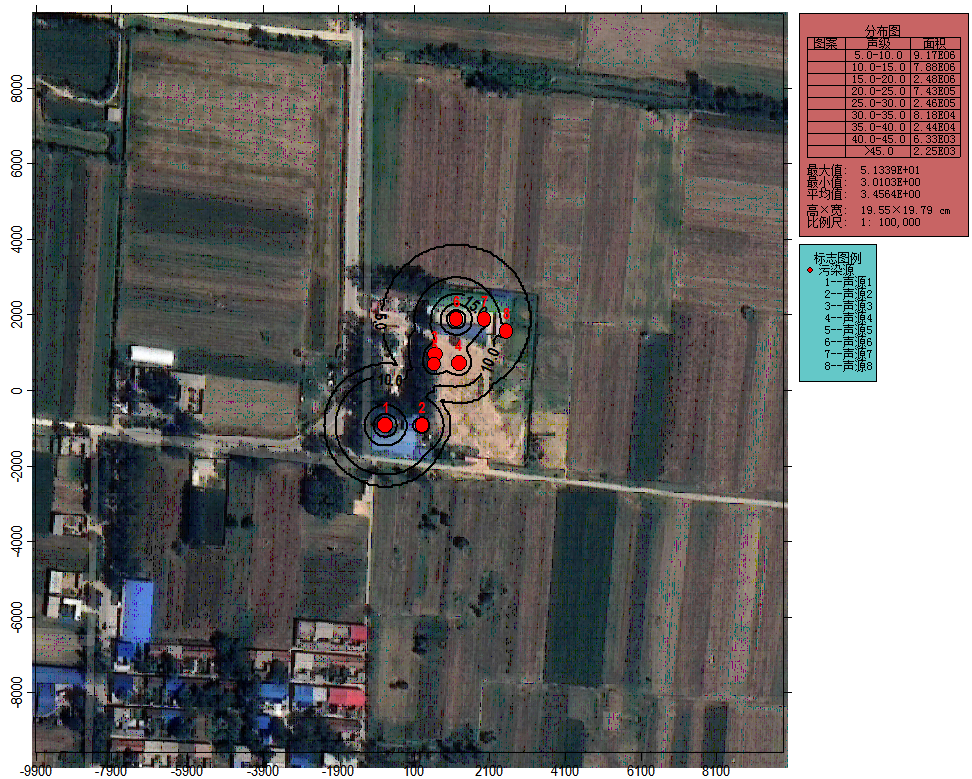 分布图
图案 声级 面积
5.0-10.0 9.17E06
10.0-15.0 7.88E06
15.0-20.0 2.48E06
20.0-25.0 7.43E05
25.0-30.0 2.46E05
30.0-35.0 8.18E04
35.0-40.0 2.44E04
40.0-45.0 6.33E03
>45.0 2.25E03
最大值: 5.1339E+01
最小值: 3.0103E+00
平均值: 3.4564E+00
高×宽: 19.55×19.79 cm
比例尺: 1: 100,000
标志图例
污染源
1--声源1
2--声源2
3--声源3
4--声源4
5--声源5
6--声源6
7--声源7
8--声源8
8000
6000
4000
2000
0
-2000
-4000
-6000
-8000
6 7
15.
8
5.0
4
10.0
10.0
1 2
-9900 -7900 -5900 -3900 -1900 100 2100 4100 6100 8100